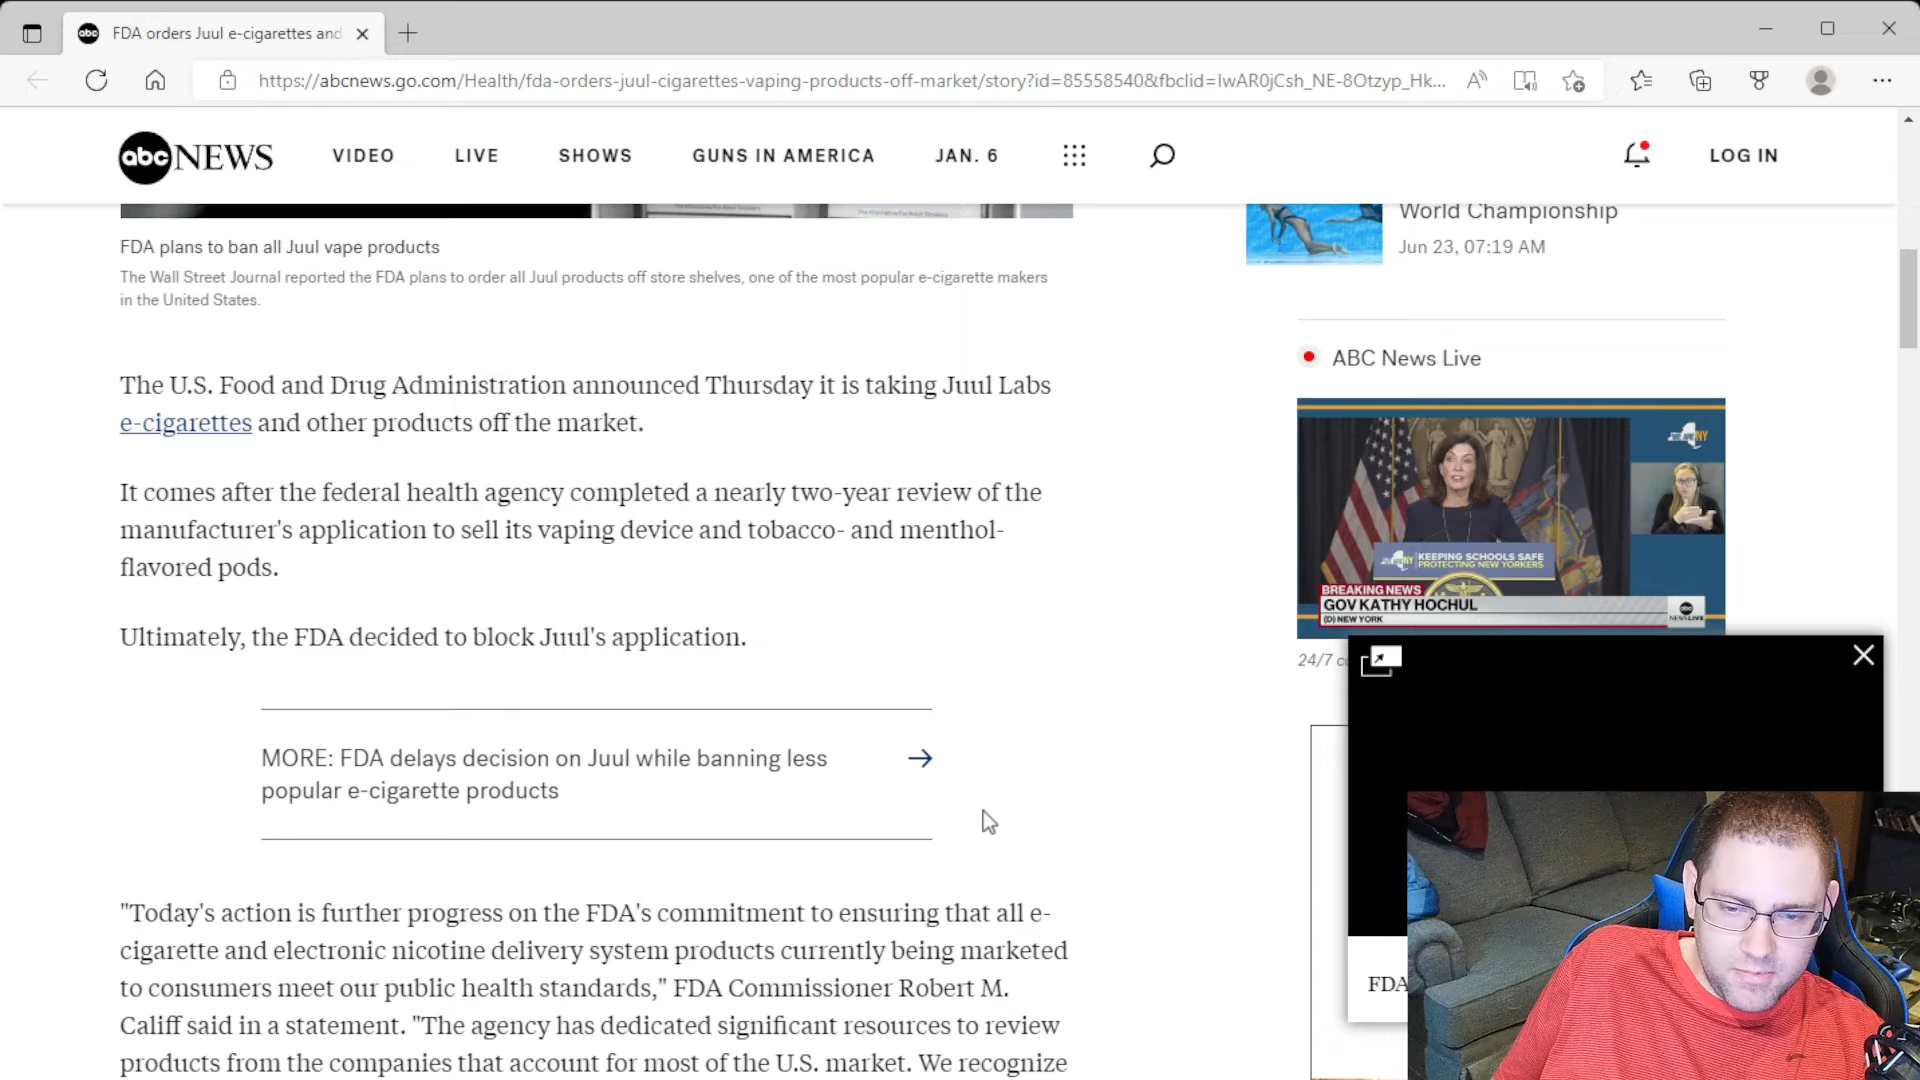 FDA orders Juul e-cigarettes and
https://abcnews.go.com/Health/fda-orders-juul-cigarettes-vaping-products-off-market/story?id=85558540&fbclid=IwAR0jCsh_NE-8Otzyp_Hk...
abc NEWS
VIDEO
LIVE
SHOWS
GUNS IN AMERICA
JAN. 6
LOG IN
FDA plans to ban all Juul vape products
The Wall Street Journal reported the FDA plans to order all Juul products off store shelves, one of the most popular e-cigarette makers
in the United States.
The U.S. Food and Drug Administration announced Thursday it is taking Juul Labs
e-cigarettes and other products off the market.
It comes after the federal health agency completed a nearly two-year review of the
manufacturer's application to sell its vaping device and tobacco- and menthol-
flavored pods.
Ultimately, the FDA decided to block Juul's application.
MORE: FDA delays decision on Juul while banning less
popular e-cigarette products
"Today's action is further progress on the FDA's commitment to ensuring that all e-
cigarette and electronic nicotine delivery system products currently being marketed
to consumers meet our public health standards," FDA Commissioner Robert M.
Califf said in a statement. "The agency has dedicated significant resources to review
products from the companies that account for most of the U.S. market. We recognize
World Championship
Jun 23, 07:19 AM
ABC News Live
KEEPING SCHOOLS SAFE
PROTECTING NEW YORKERS
BREAKING NEWS
GOV KATHY HOCHUL
(D) NEW YORK
24/7
FDA